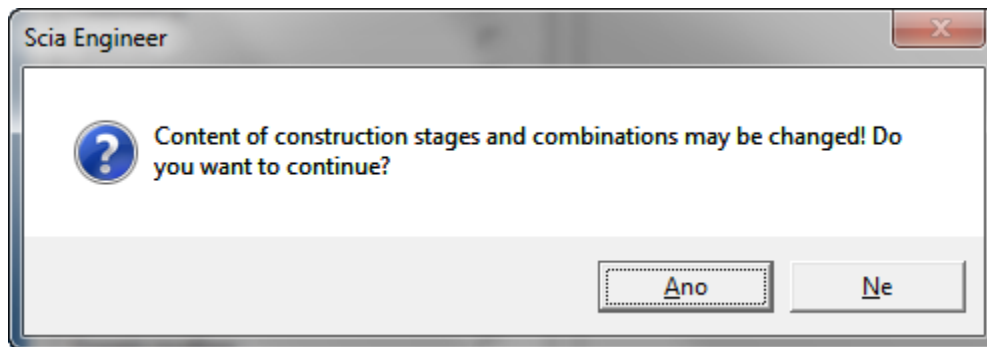 Scia Engineer
Content of construction stages and combinations may be changed! Do
you want to continue?
Ano
Ne